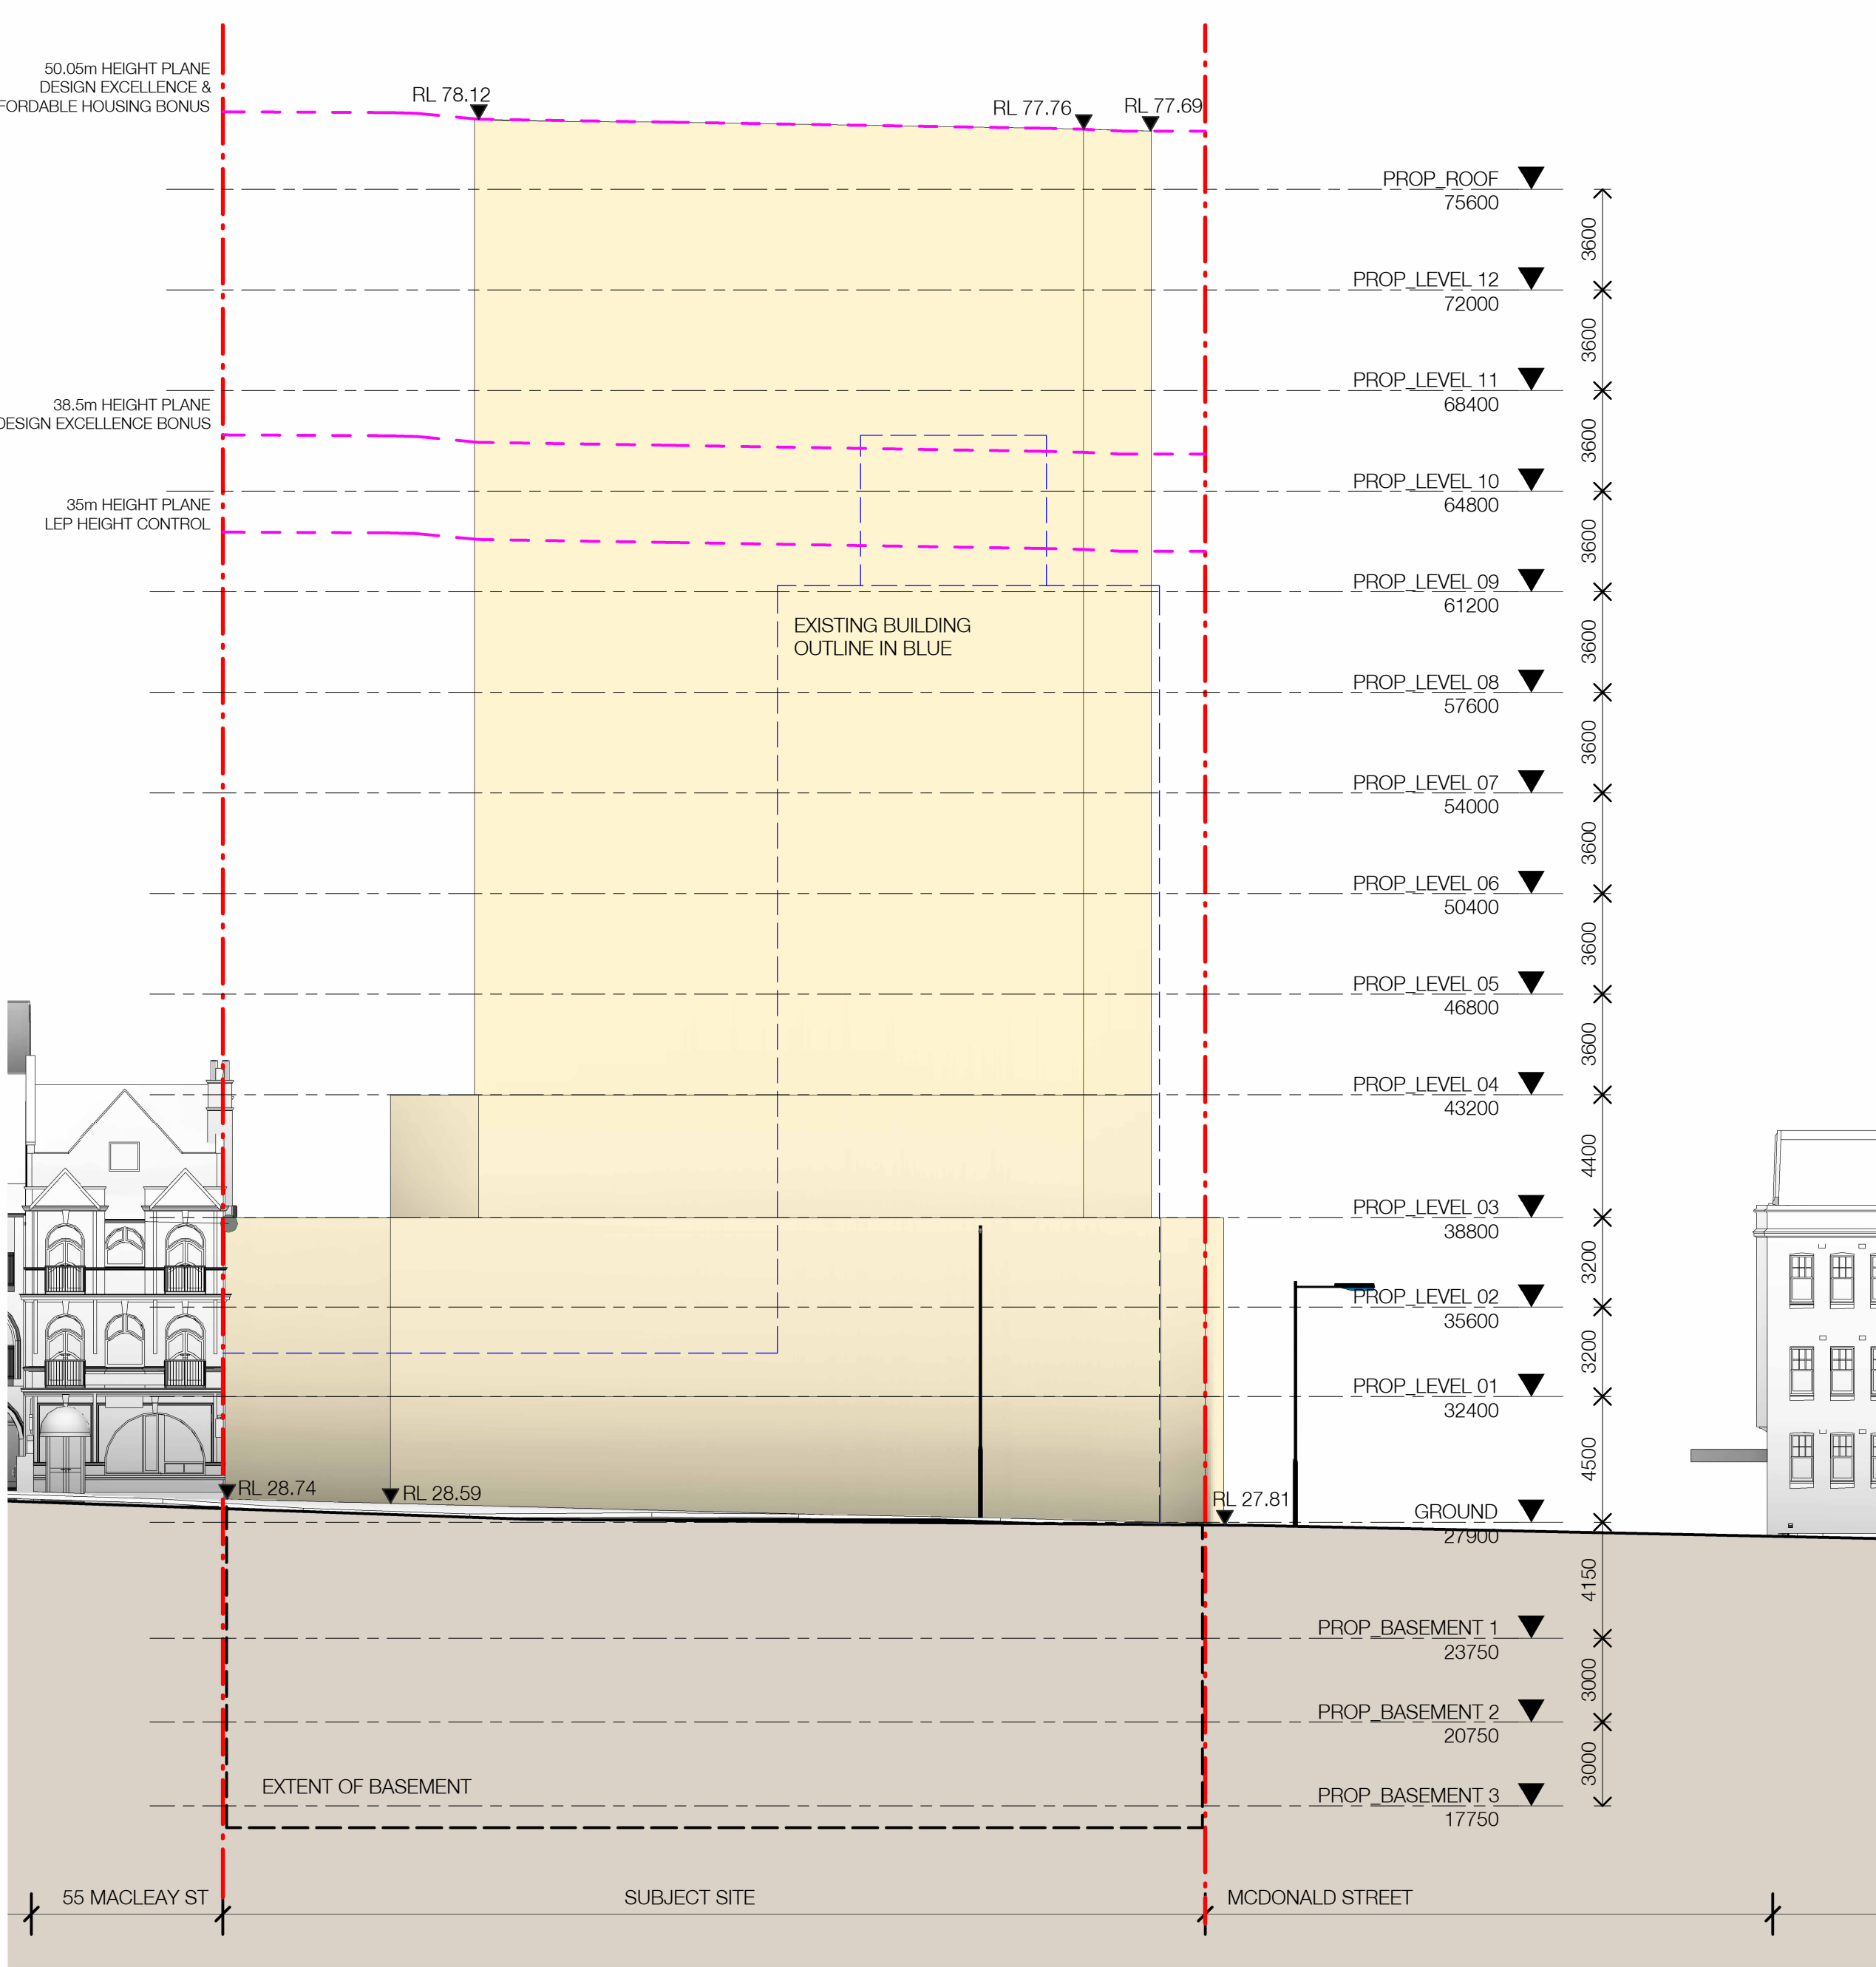 50.05m HEIGHT PLANE
DESIGN EXCELLENCE &
FORDABLE HOUSING BONUS
RL 78.12
RL 77.76
RL 77.69
PROP_ROOF
75600
3600
PROP_LEVEL 12
72000
3600
PROP_LEVEL 11
68400
38.5m HEIGHT PLANE
DESIGN EXCELLENCE BONUS
3600
PROP_LEVEL 10
64800
35m HEIGHT PLANE
LEP HEIGHT CONTROL
3600
PROP_LEVEL 09
61200
EXISTING BUILDING
OUTLINE IN BLUE
3600
PROP_LEVEL 08
57600
3600
PROP_LEVEL 07
54000
3600
PROP_LEVEL 06
50400
3600
PROP_LEVEL 05
46800
3600
PROP_LEVEL 04
43200
4400
PROP_LEVEL 03
38800
3200
PROP_LEVEL 02
35600
3200
PROP_LEVEL 01
32400
4500
RL 28.74
RL 28.59
RL 27.81
GROUND
27900
4150
PROP_BASEMENT 1
23750
3000
PROP_BASEMENT 2
20750
3000
EXTENT OF BASEMENT
PROP_BASEMENT 3
17750
55 MACLEAY ST
SUBJECT SITE
MCDONALD STREET